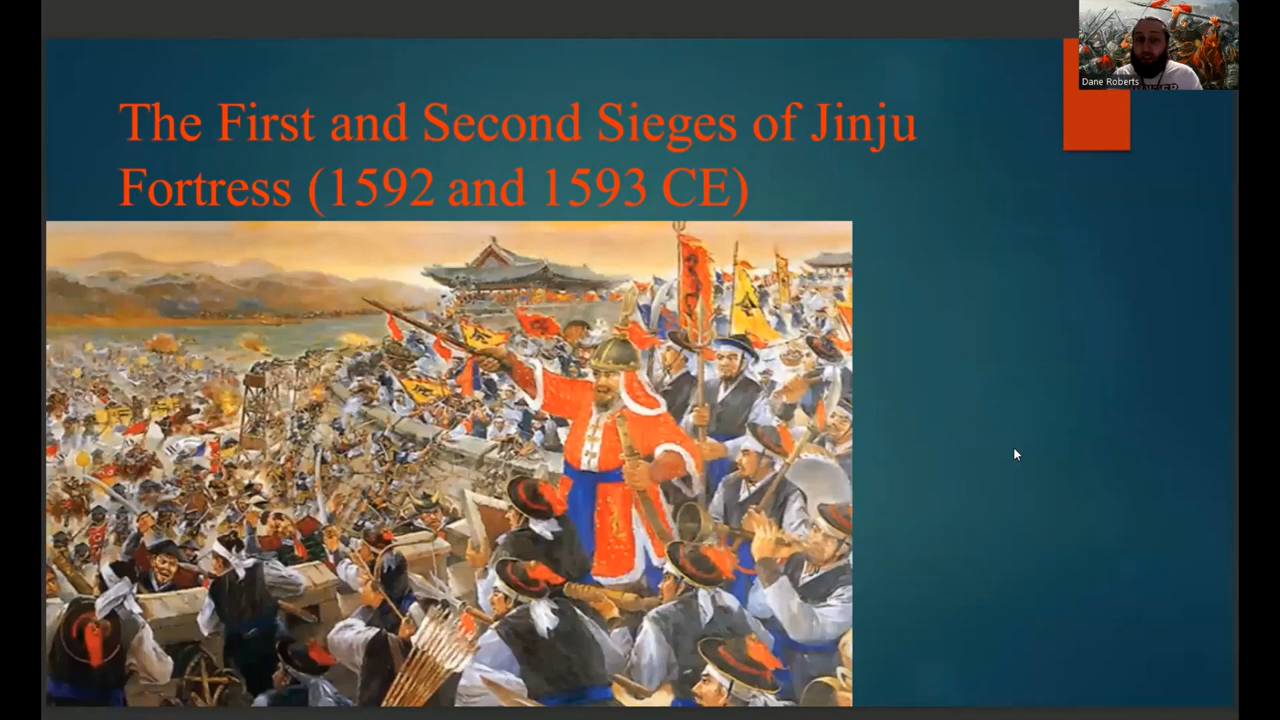 Dane Roberts
The First and Second Sieges of Jinju
Fortress (1592 and 1593 CE)